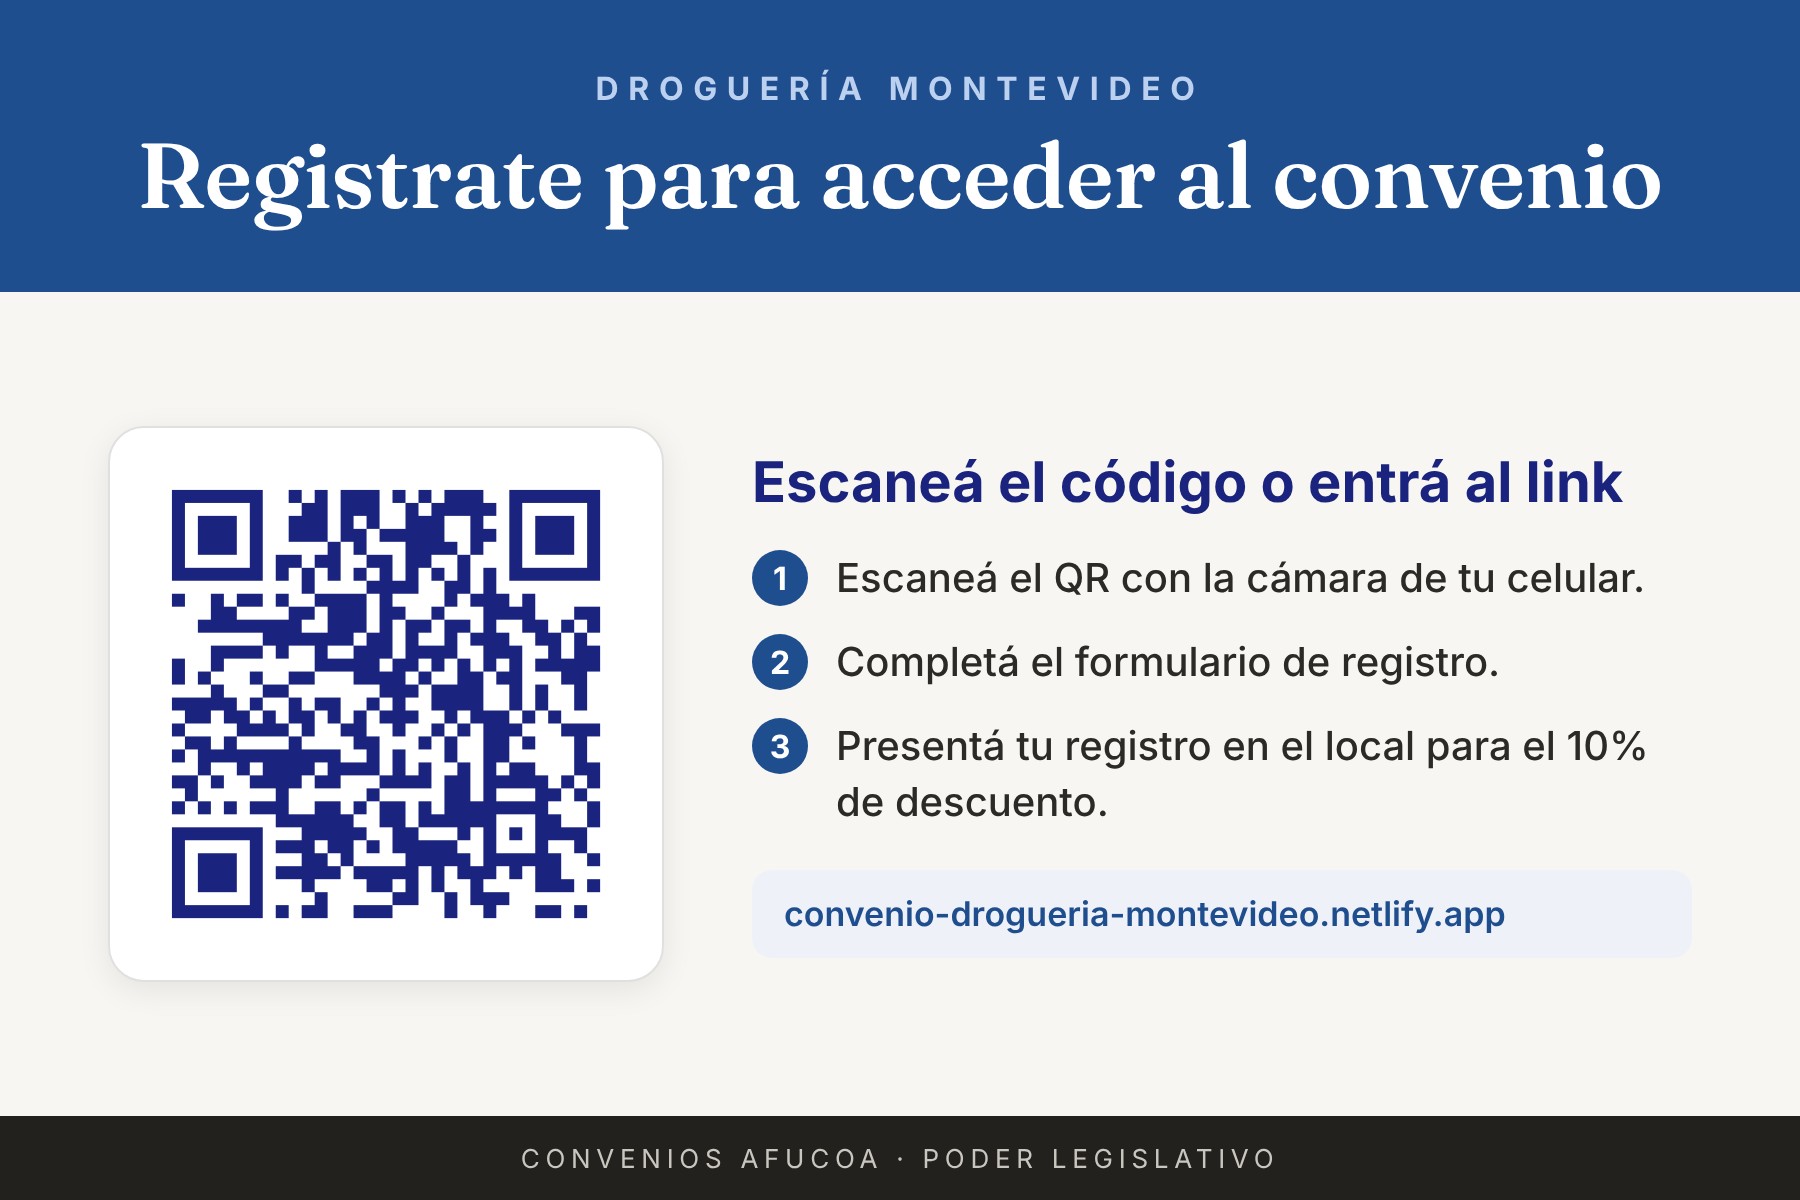 DROGUERÍA MONTEVIDEO
Registrate para acceder al convenio
Escaneá el código o entrá al link
1 Escaneá el QR con la cámara de tu celular.
2 Completá el formulario de registro.
3 Presentá tu registro en el local para el 10%
de descuento.
convenio-drogueria-montevideo.netlify.app
CONVENIOS AFUCOA · PODER LEGISLATIVO